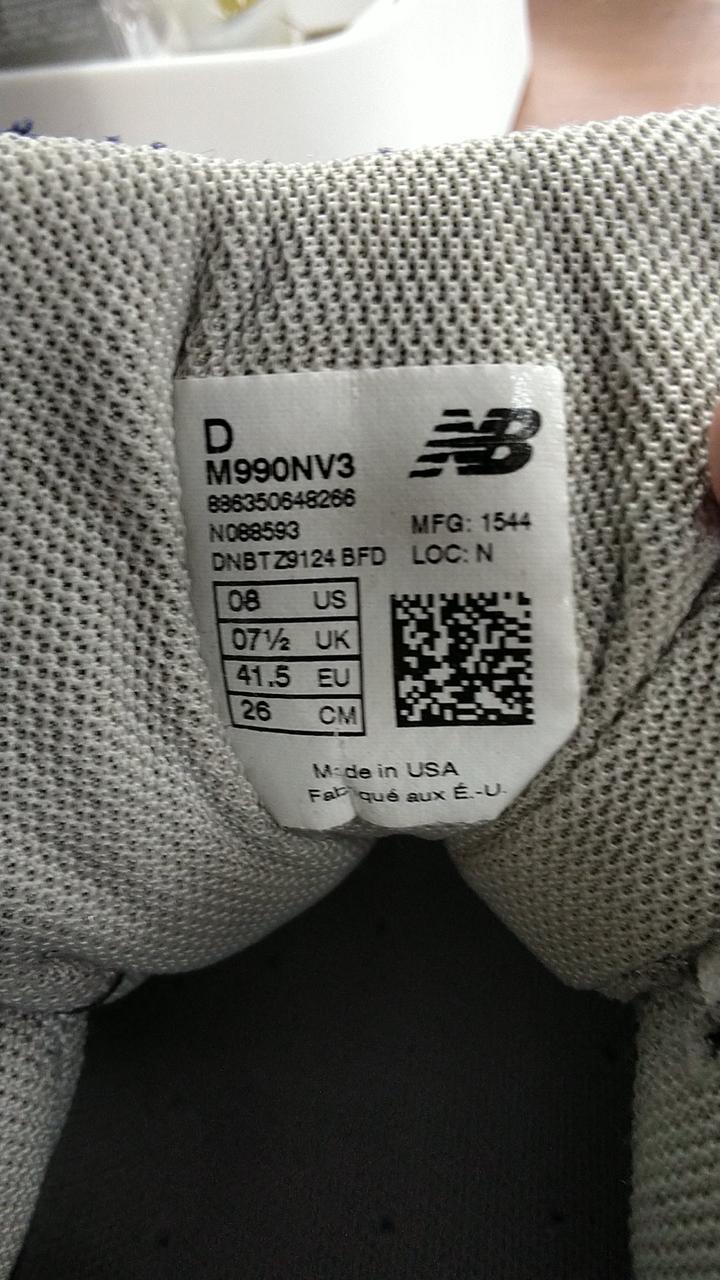 D
M990NV3
NB
886350648266
N088593
MFG: 1544
DNBTZ9124 BFD
LOC: N
08 US
07½ UK
41.5 EU
26 CM
Made in USA
Fabriqué aux É.-U.